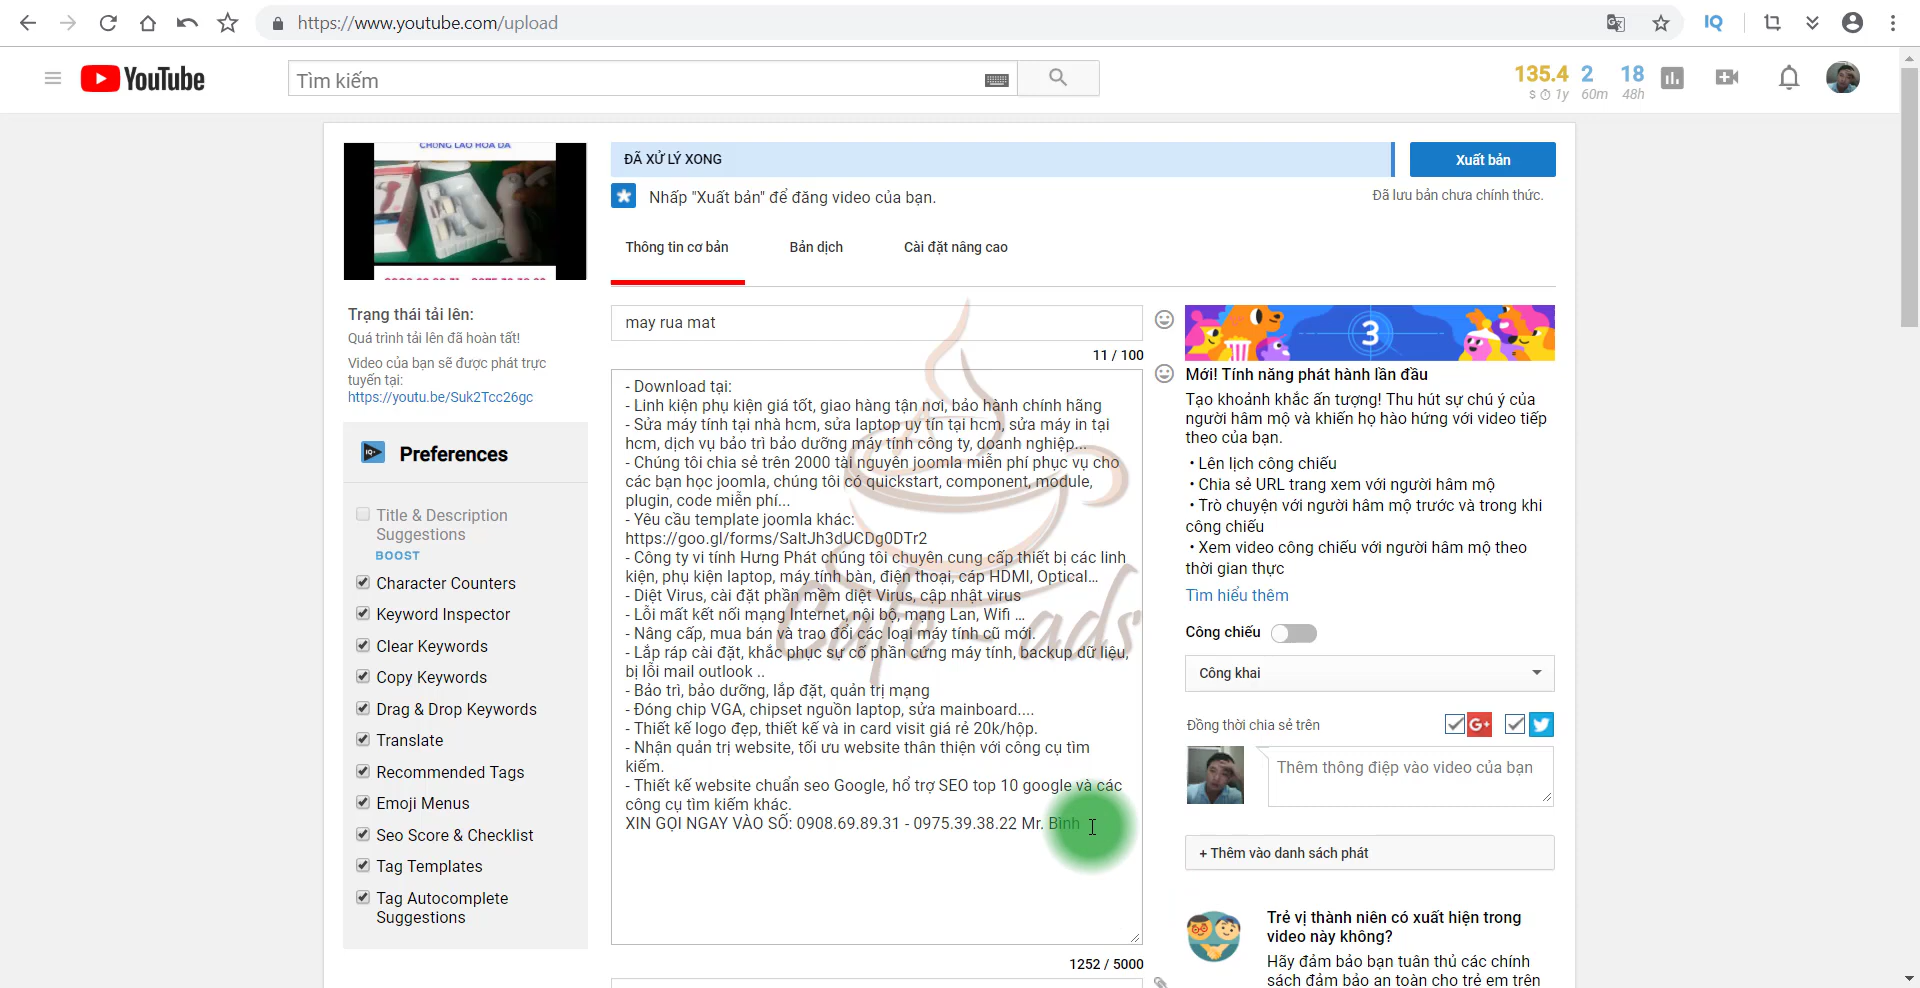 https://www.youtube.com/upload
IQ
YouTube
Tìm kiếm
135.4 2 18
$ 1y 60m 48h
CHỐNG LÃO HÓA DA
ĐÃ XỬ LÝ XONG
Xuất bản
Nhấp "Xuất bản" để đăng video của bạn.
Đã lưu bản chưa chính thức.
Thông tin cơ bản
Bản dịch
Cài đặt nâng cao
Trạng thái tải lên:
Quá trình tải lên đã hoàn tất!
Video của bạn sẽ được phát trực
tuyến tại:
https://youtu.be/Suk2Tcc26gc
IQ
Preferences
Title & Description
Suggestions
BOOST
Character Counters
Keyword Inspector
Clear Keywords
Copy Keywords
Drag & Drop Keywords
Translate
Recommended Tags
Emoji Menus
Seo Score & Checklist
Tag Templates
Tag Autocomplete
Suggestions
may rua mat
11 / 100
- Download tại:
- Linh kiện phụ kiện giá tốt, giao hàng tận nơi, bảo hành chính hãng
- Sửa máy tính tại nhà hcm, sửa laptop uy tín tại hcm, sửa máy in tại
hcm, dịch vụ bảo trì bảo dưỡng máy tính công ty, doanh nghiệp...
- Chúng tôi chia sẻ trên 2000 tài nguyên joomla miễn phí phục vụ cho
các bạn học joomla, chúng tôi có quickstart, component, module,
plugin, code miễn phí...
- Yêu cầu template joomla khác:
https://goo.gl/forms/SaltJh3dUCDg0DTr2
- Công ty vi tính Hưng Phát chúng tôi chuyên cung cấp thiết bị các linh
kiện, phụ kiện laptop, máy tính bàn, điện thoại, cáp HDMI, Optical...
- Diệt Virus, cài đặt phần mềm diệt Virus, cập nhật virus
- Lỗi mất kết nối mạng Internet, nội bộ, mạng Lan, Wifi ...
- Nâng cấp, mua bán và trao đổi các loại máy tính cũ mới.
- Lắp ráp cài đặt, khắc phục sự cố phần cứng máy tính, backup dữ liệu,
bị lỗi mail outlook ..
- Bảo trì, bảo dưỡng, lắp đặt, quản trị mạng
- Đóng chip VGA, chipset nguồn laptop, sửa mainboard....
- Thiết kế logo đẹp, thiết kế và in card visit giá rẻ 20k/hộp.
- Nhận quản trị website, tối ưu website thân thiện với công cụ tìm
kiếm.
- Thiết kế website chuẩn seo Google, hổ trợ SEO top 10 google và các
công cụ tìm kiếm khác.
XIN GỌI NGAY VÀO SỐ: 0908.69.89.31 - 0975.39.38.22 Mr. Bình
Cafe - ads
1252 / 5000
3
Mới! Tính năng phát hành lần đầu
Tạo khoảnh khắc ấn tượng! Thu hút sự chú ý của
người hâm mộ và khiến họ hào hứng với video tiếp
theo của bạn.
• Lên lịch công chiếu
• Chia sẻ URL trang xem với người hâm mộ
• Trò chuyện với người hâm mộ trước và trong khi
công chiếu
• Xem video công chiếu với người hâm mộ theo
thời gian thực
Tìm hiểu thêm
Công chiếu
Công khai
Đồng thời chia sẻ trên
G+
Thêm thông điệp vào video của bạn
+ Thêm vào danh sách phát
Trẻ vị thành niên có xuất hiện trong
video này không?
Hãy đảm bảo bạn tuân thủ các chính
sách đảm bảo an toàn cho trẻ em trên